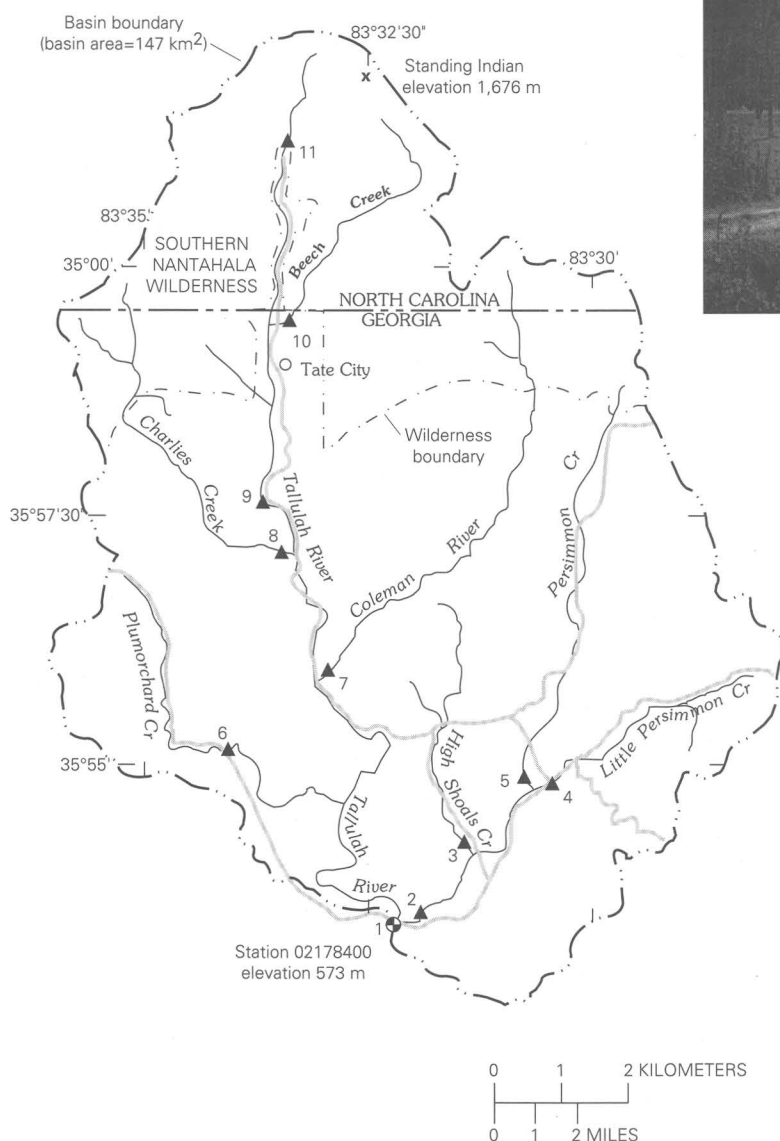 Basin boundary
(basin area=147 km²)
83°32'30"
Standing Indian
elevation 1,676 m
x
11
83°35'
SOUTHERN
NANTAHALA
WILDERNESS
35°00'
Beech Creek
83°30'
NORTH CAROLINA
GEORGIA
10
Tate City
Charlies
Creek
Wilderness
boundary
9
Tallulah River
35°57'30"
8
Coleman River
Persimmon Cr
7
Plumorchard Cr
6
High Shoals Cr
Little Persimmon Cr
35°55'
5
4
Tallulah
River
3
2
1
Station 02178400
elevation 573 m
0 1 2 KILOMETERS
0 1 2 MILES